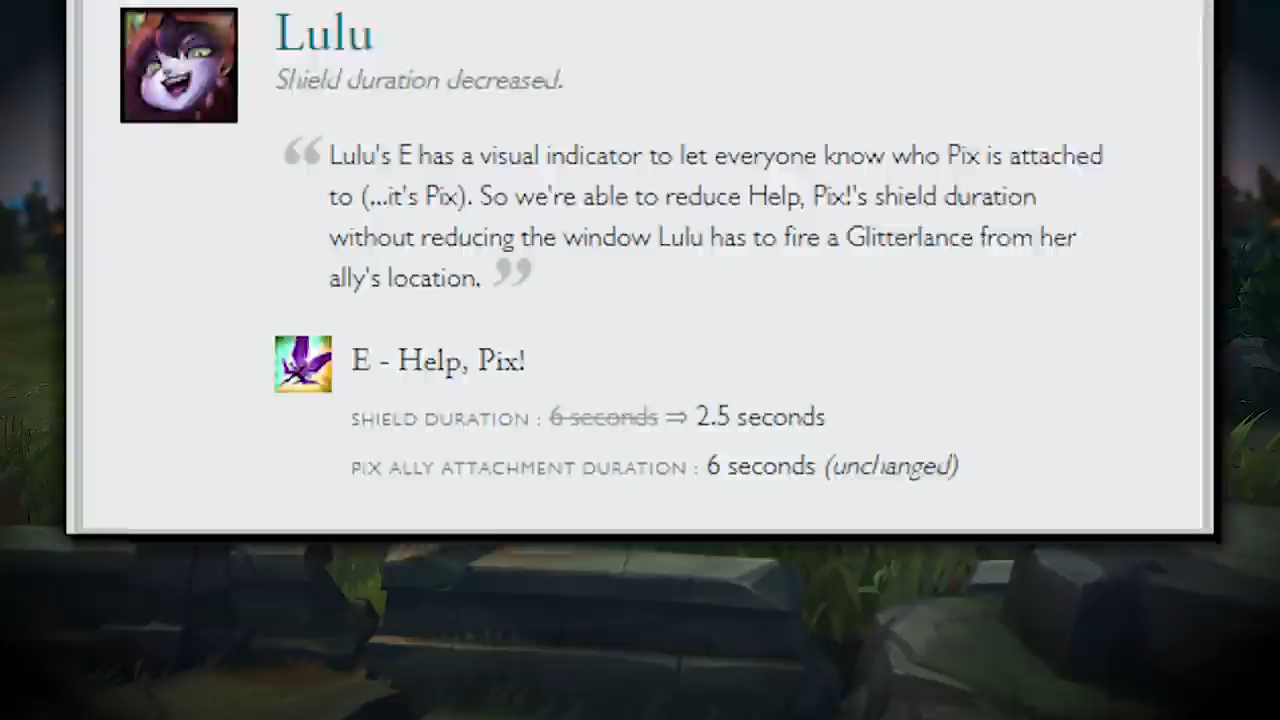 Lulu
Shield duration decreased.
“ Lulu's E has a visual indicator to let everyone know who Pix is attached
to (...it's Pix). So we're able to reduce Help, Pix!'s shield duration
without reducing the window Lulu has to fire a Glitterlance from her
ally's location. ”
E - Help, Pix!
SHIELD DURATION : 6 seconds ⇒ 2.5 seconds
PIX ALLY ATTACHMENT DURATION : 6 seconds (unchanged)